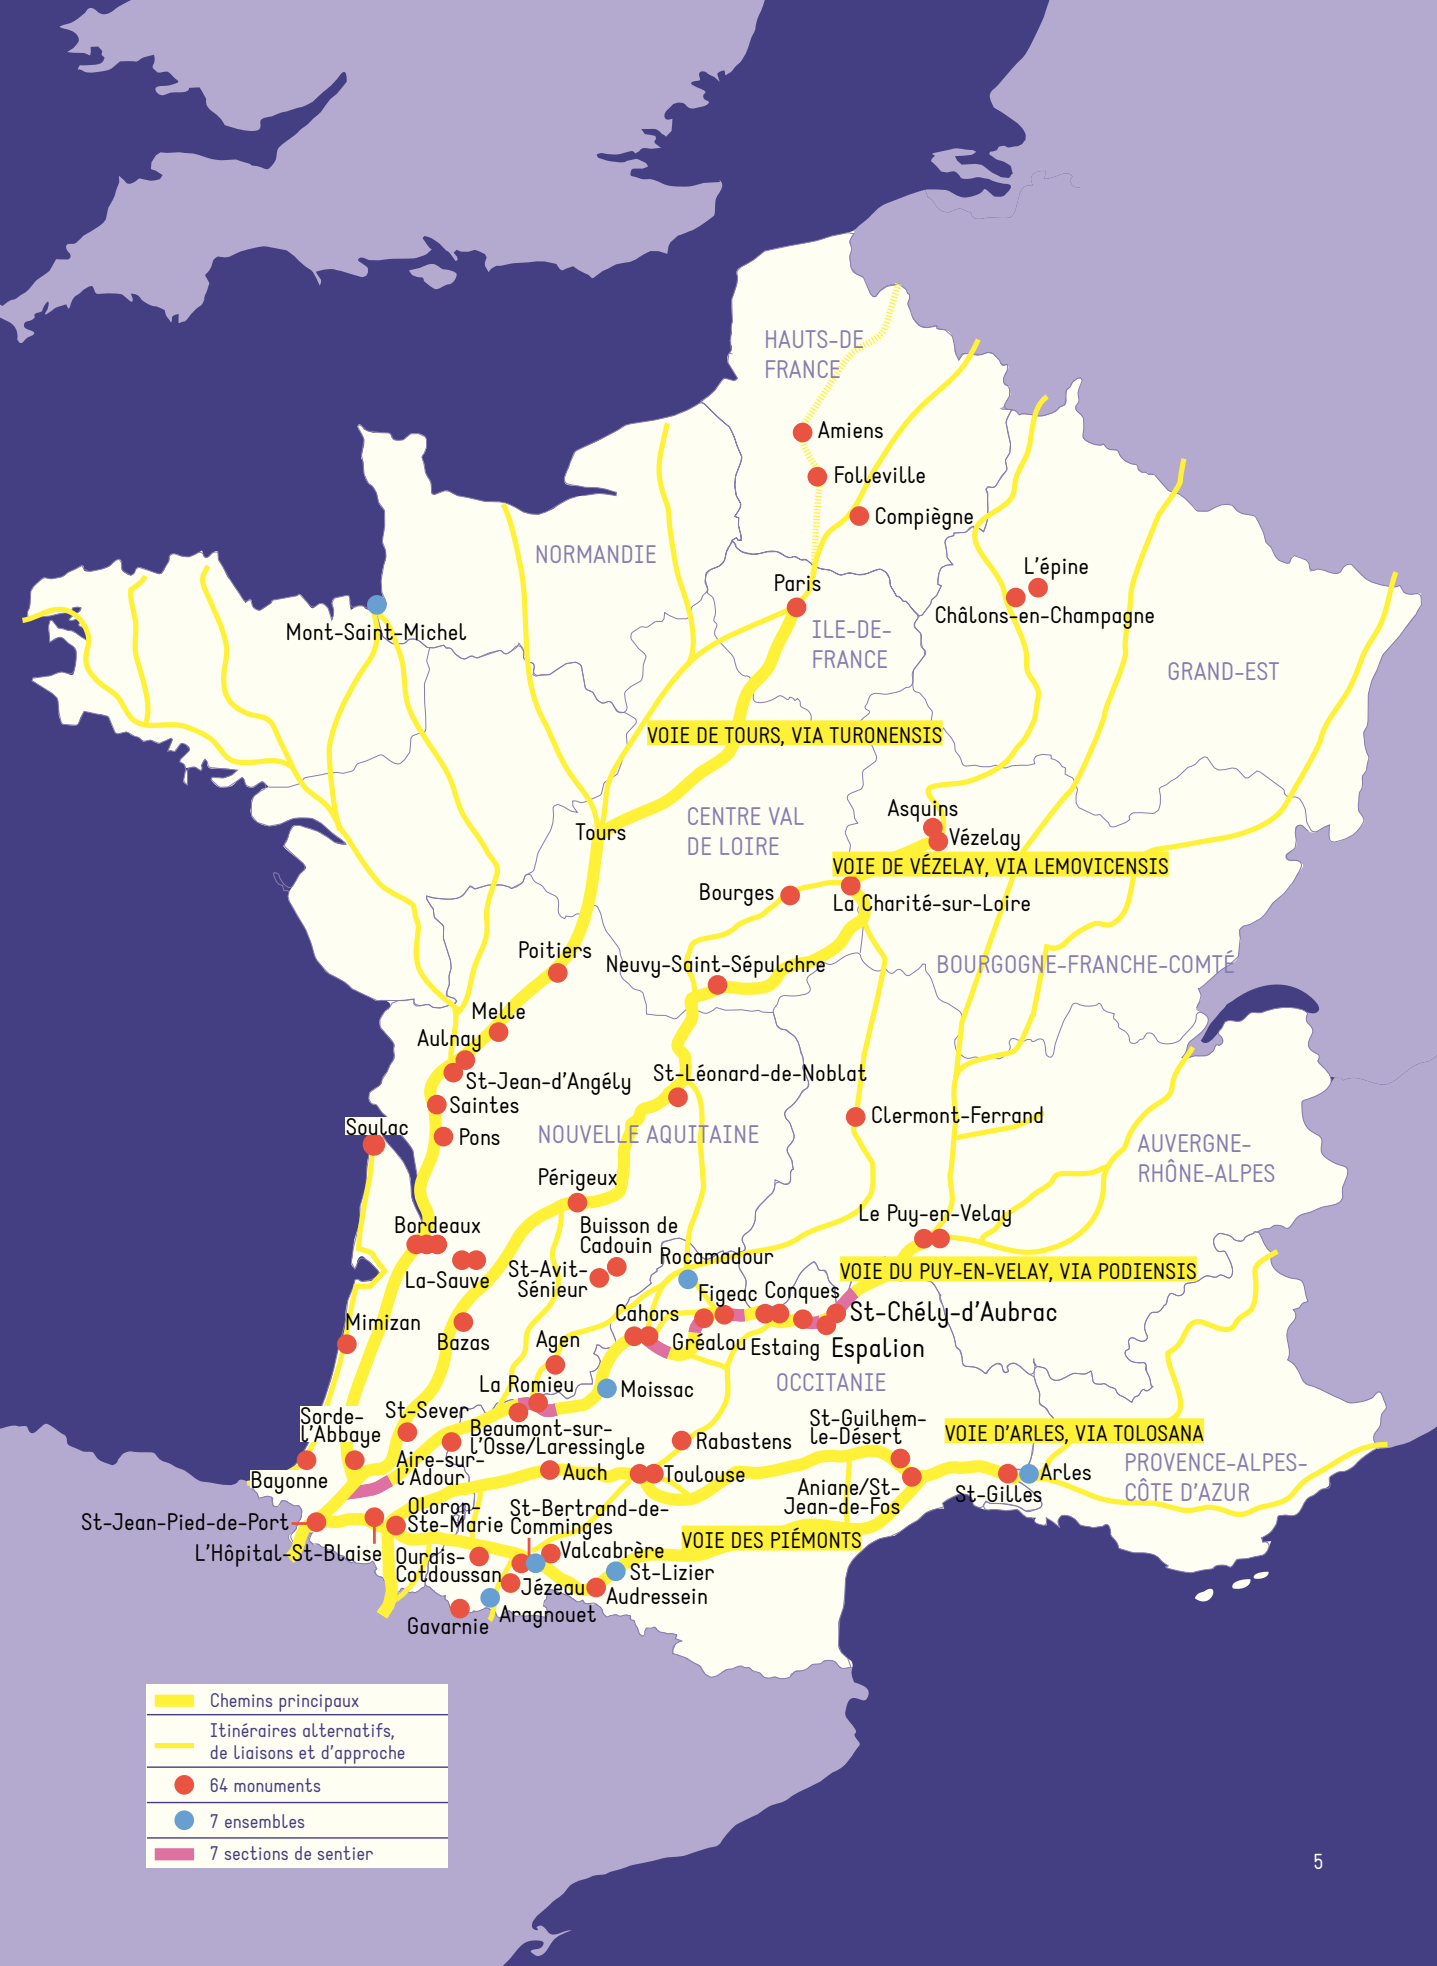 HAUTS-DE
FRANCE
Amiens
Folleville
Compiègne
NORMANDIE
L'épine
Paris
Châlons-en-Champagne
Mont-Saint-Michel
ILE-DE-
FRANCE
GRAND-EST
VOIE DE TOURS, VIA TURONENSIS
Asquins
CENTRE VAL
DE LOIRE
Tours
Vézelay
VOIE DE VÉZELAY, VIA LEMOVICENSIS
Bourges
La Charité-sur-Loire
Poitiers
Neuvy-Saint-Sépulchre
BOURGOGNE-FRANCHE-COMTÉ
Melle
Aulnay
St-Jean-d'Angély
St-Léonard-de-Noblat
Saintes
Clermont-Ferrand
Soulac
Pons
NOUVELLE AQUITAINE
AUVERGNE-
RHÔNE-ALPES
Périgeux
Le Puy-en-Velay
Bordeaux
Buisson de
Cadouin
Rocamadour
La-Sauve
St-Avit-
Sénieur
VOIE DU PUY-EN-VELAY, VIA PODIENSIS
Figeac
Conques
Cahors
St-Chély-d'Aubrac
Mimizan
Bazas
Agen
Gréalou
Estaing
Espalion
La Romieu
Moissac
OCCITANIE
Sorde-
l'Abbaye
St-Sever
Beaumont-sur-
l'Osse/Laressingle
Rabastens
St-Guilhem-
le-Désert
VOIE D'ARLES, VIA TOLOSANA
Bayonne
Aire-sur-
l'Adour
Auch
Toulouse
Aniane/St-
Jean-de-Fos
St-Gilles
Arles
PROVENCE-ALPES-
CÔTE D'AZUR
St-Jean-Pied-de-Port
Oloron-
Ste-Marie
St-Bertrand-de-
Comminges
VOIE DES PIÉMONTS
L'Hôpital-St-Blaise
Ourdis-
Cotdoussan
Valcabrère
St-Lizier
Jézeau
Audressein
Aragnouet
Gavarnie
Chemins principaux
Itinéraires alternatifs,
de liaisons et d'approche
64 monuments
7 ensembles
7 sections de sentier
5